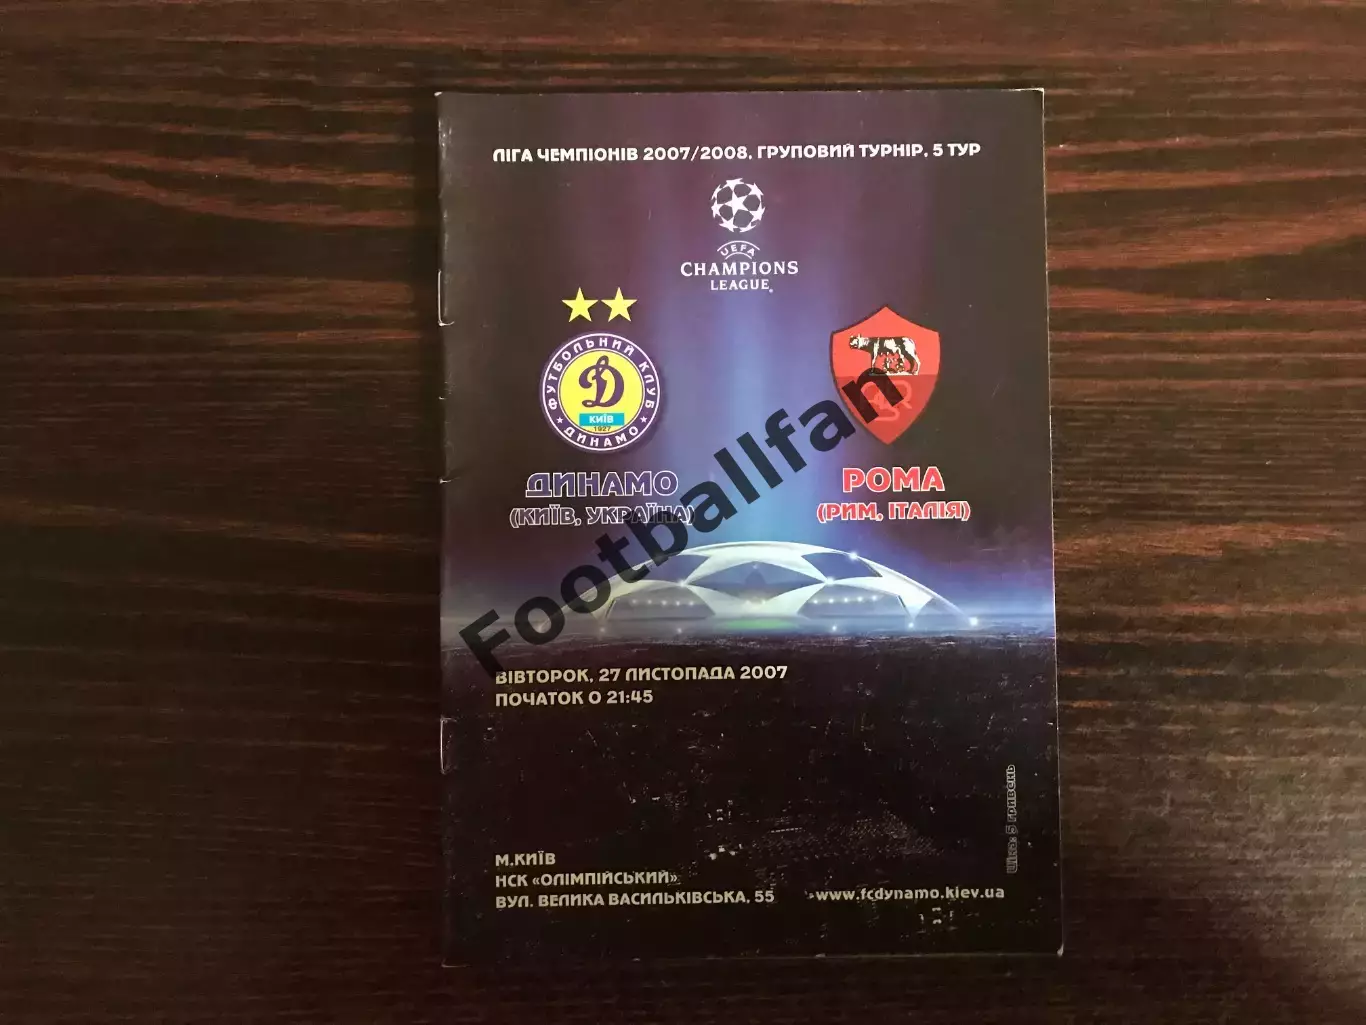 ЛІГА ЧЕМПІОНІВ 2007/2008. ГРУПОВИЙ ТУРНІР. 5 ТУР
UEFA
CHAMPIONS
LEAGUE®
ФУТБОЛЬНИЙ КЛУБ
Д
КИЇВ
1927
ДИНАМО
ДИНАМО
(КИЇВ, УКРАЇНА)
РОМА
(РИМ, ІТАЛІЯ)
Footballfan
ВІВТОРОК, 27 ЛИСТОПАДА 2007
ПОЧАТОК О 21:45
Ціна: 5 гривень
М.КИЇВ
НСК «ОЛІМПІЙСЬКИЙ»
ВУЛ. ВЕЛИКА ВАСИЛЬКІВСЬКА, 55
www.fcdynamo.kiev.ua